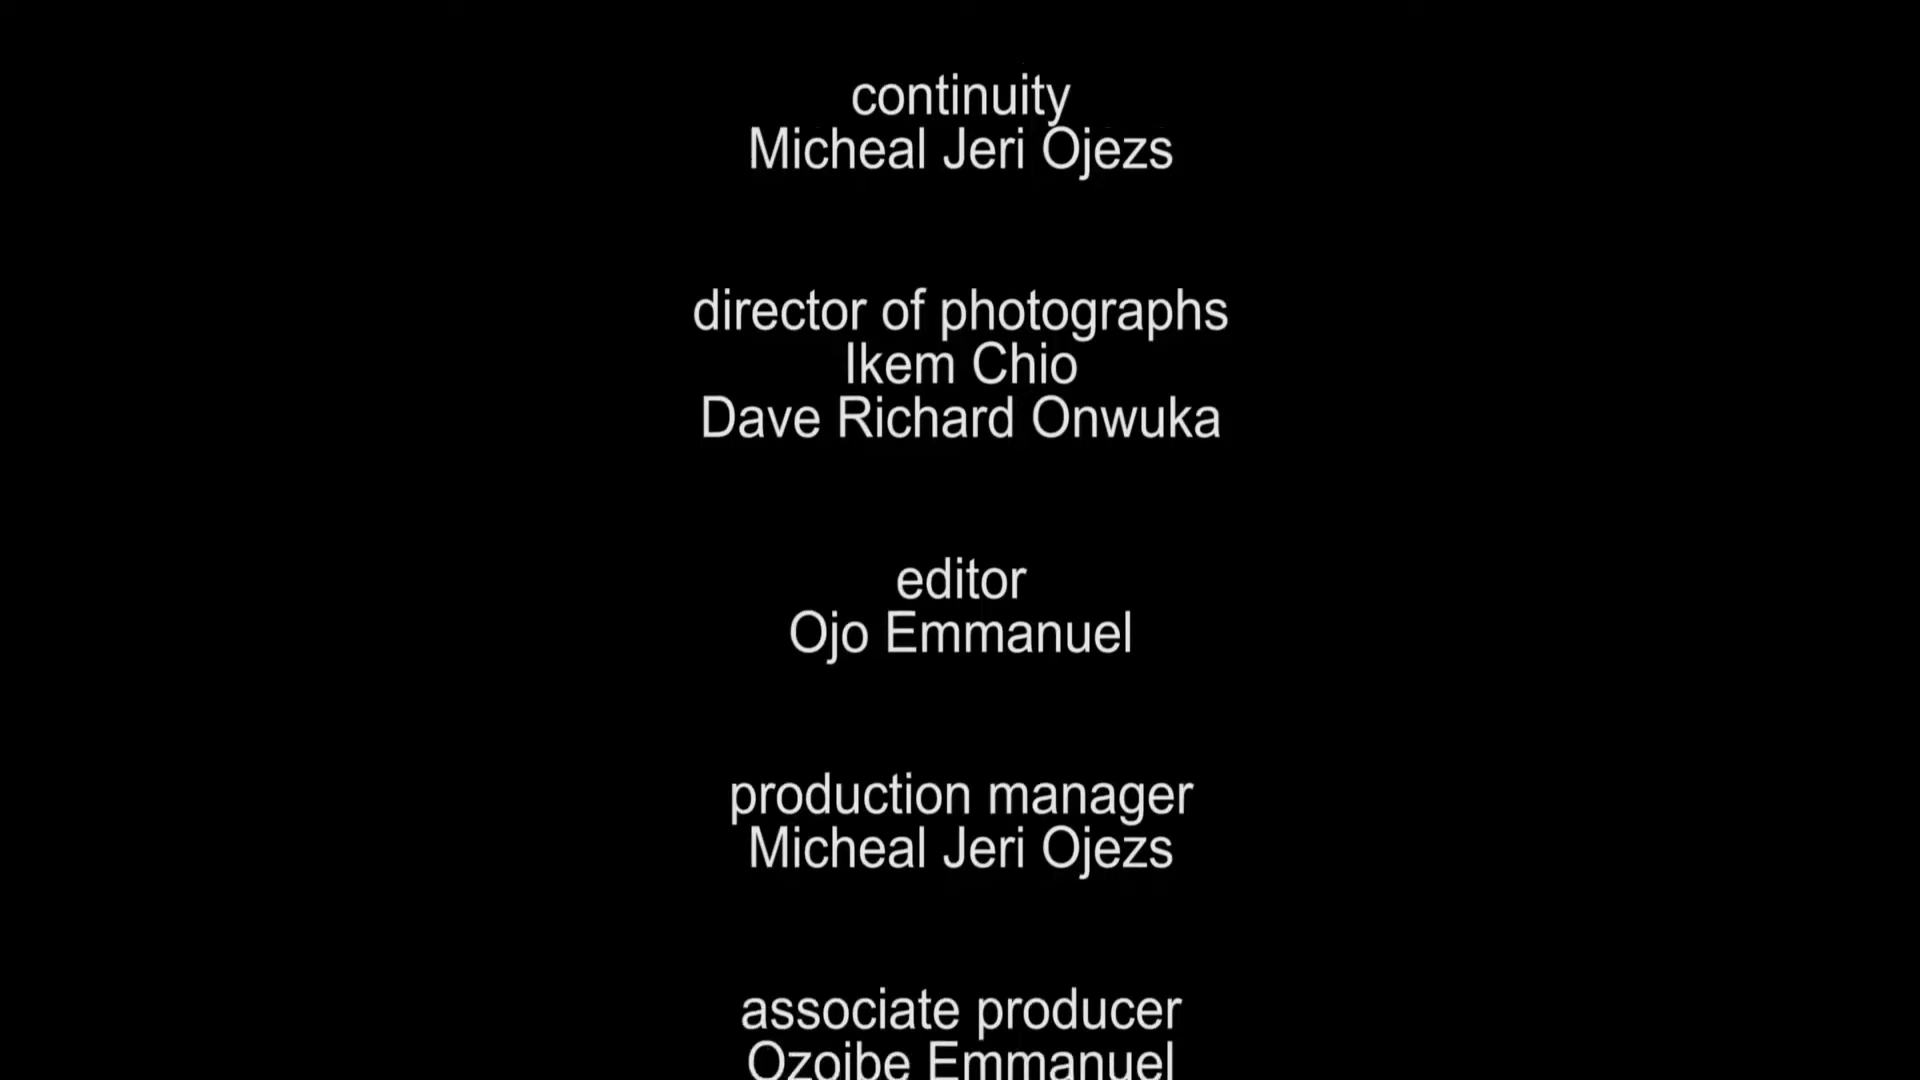 continuity
Micheal Jeri Ojezs
director of photographs
Ikem Chio
Dave Richard Onwuka
editor
Ojo Emmanuel
production manager
Micheal Jeri Ojezs
associate producer
Ozoibe Emmanuel